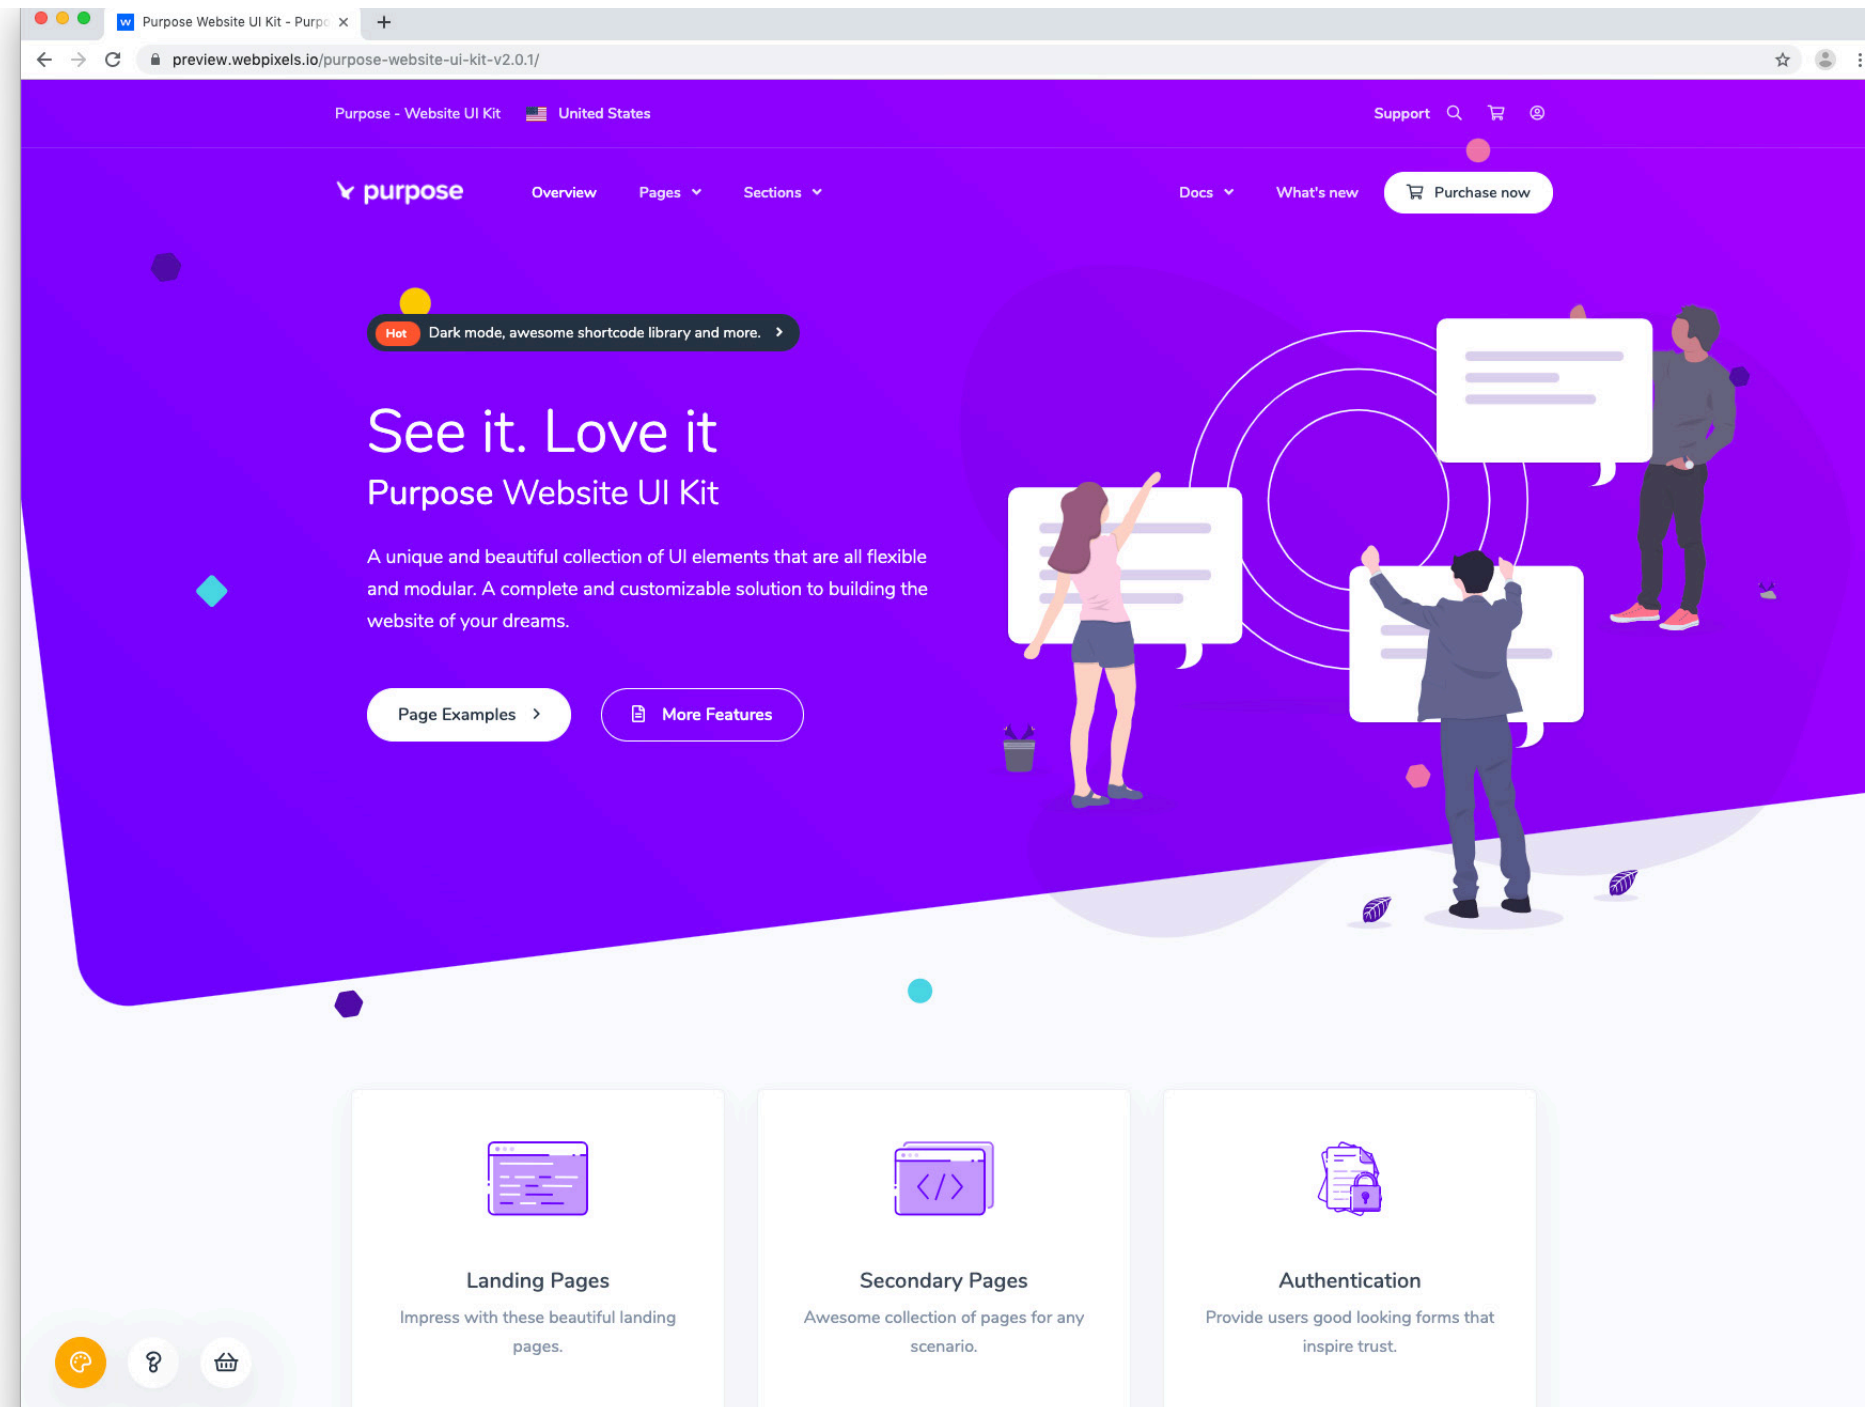 Purpose Website UI Kit - Purpo
preview.webpixels.io/purpose-website-ui-kit-v2.0.1/
Purpose - Website UI Kit United States Support
purpose Overview Pages Sections Docs What's new Purchase now
Hot Dark mode, awesome shortcode library and more.
See it. Love it
Purpose Website UI Kit
A unique and beautiful collection of UI elements that are all flexible
and modular. A complete and customizable solution to building the
website of your dreams.
Page Examples More Features
Landing Pages
Impress with these beautiful landing
pages.
Secondary Pages
Awesome collection of pages for any
scenario.
Authentication
Provide users good looking forms that
inspire trust.